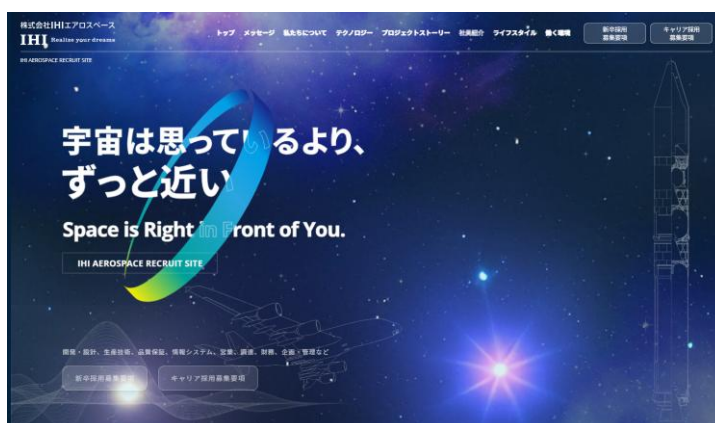 株式会社IHIエアロスペース
IHI Realize your dreams
トップ メッセージ 私たちについて テクノロジー プロジェクトストーリー 社員紹介 ライフスタイル 働く環境
新卒採用
募集要項
キャリア採用
募集要項
IHI AEROSPACE RECRUIT SITE
宇宙は思っているより、
ずっと近い
Space is Right in Front of You.
IHI AEROSPACE RECRUIT SITE
開発・設計、生産技術、品質保証、情報システム、営業、調達、財務、企画・管理など
新卒採用募集要項
キャリア採用募集要項